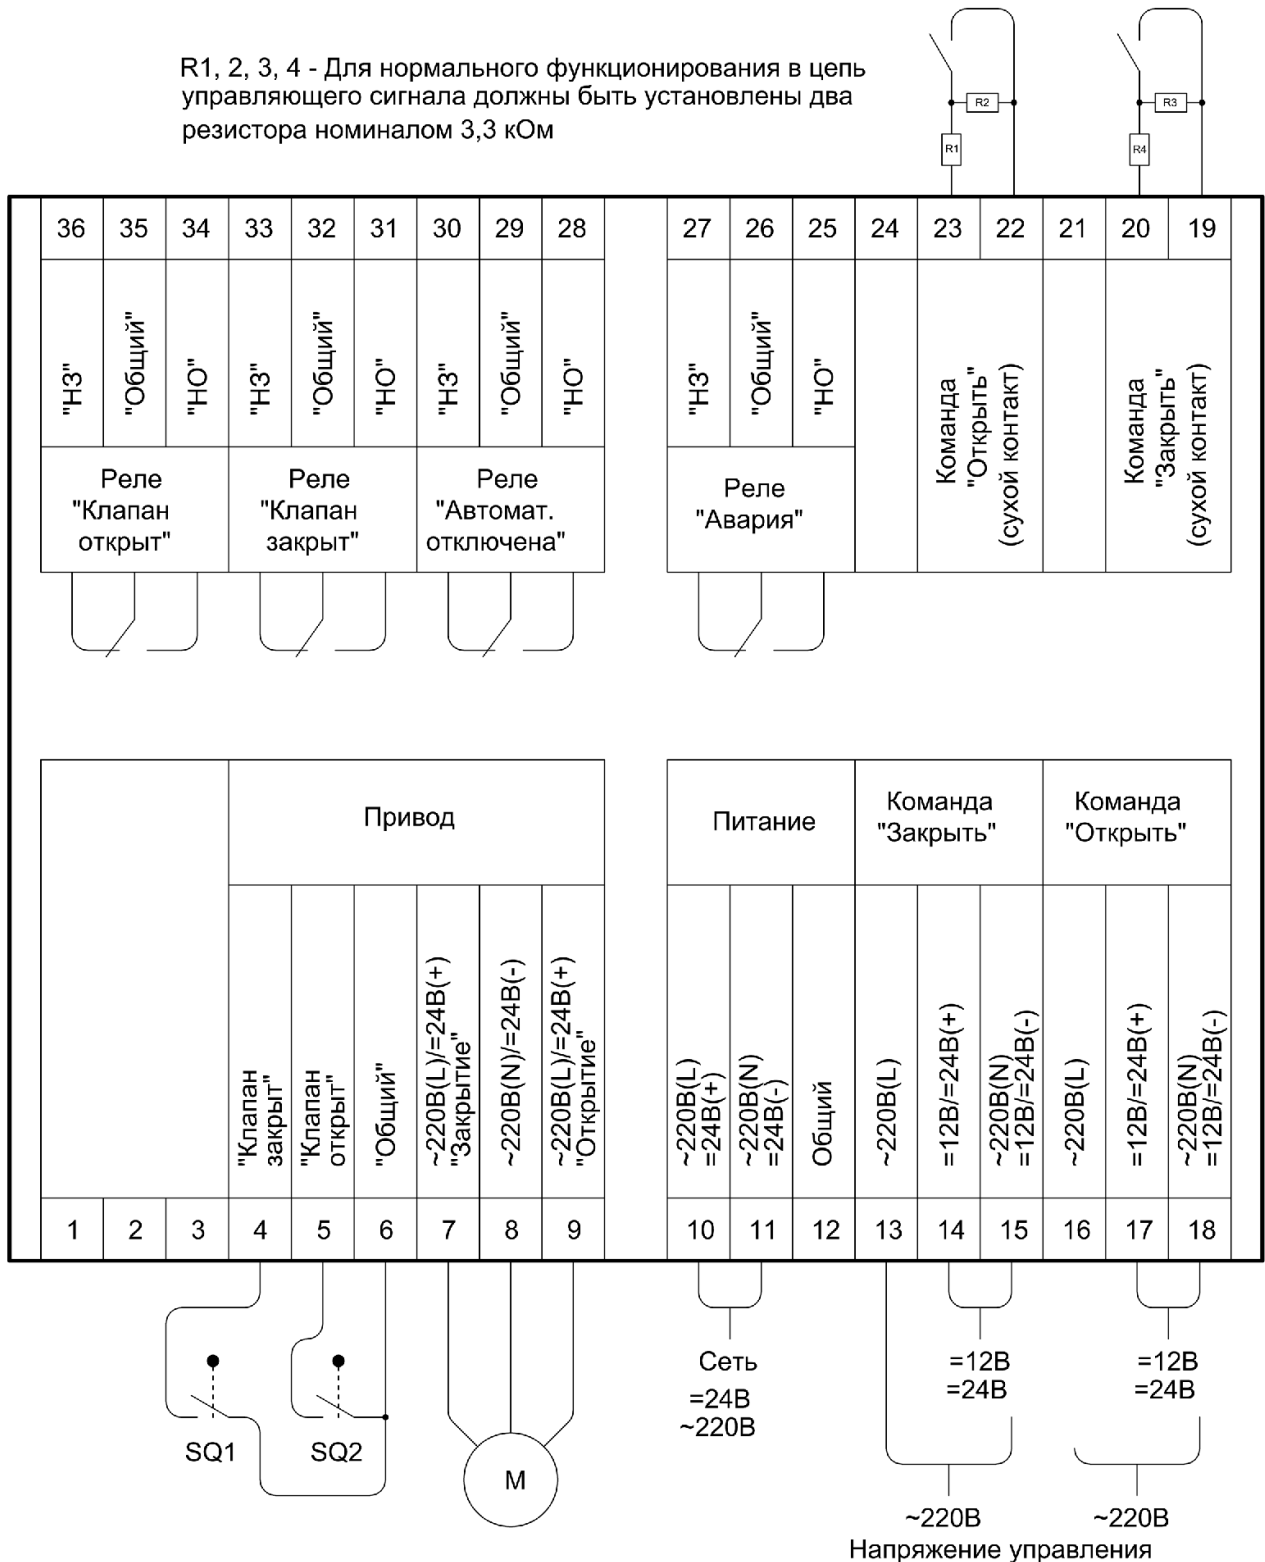 R1, 2, 3, 4 - Для нормального функционирования в цепь
управляющего сигнала должны быть установлены два
резистора номиналом 3,3 кОм
R2
R1
R3
R4
36 35 34 33 32 31 30 29 28 27 26 25 24 23 22 21 20 19
"НЗ"
"Общий"
"НО"
"НЗ"
"Общий"
"НО"
"НЗ"
"Общий"
"НО"
"НЗ"
"Общий"
"НО"
Команда
"Открыть"
(сухой контакт)
Команда
"Закрыть"
(сухой контакт)
Реле
"Клапан
открыт"
Реле
"Клапан
закрыт"
Реле
"Автомат.
отключена"
Реле
"Авария"
Привод
Питание
Команда
"Закрыть"
Команда
"Открыть"
"Клапан
закрыт"
"Клапан
открыт"
"Общий"
~220В(L)/=24В(+)
"Закрытие"
~220В(N)/=24В(-)
~220В(L)/=24В(+)
"Открытие"
~220В(L)
=24В(+)
~220В(N)
=24В(-)
Общий
~220В(L)
=12В/=24В(+)
~220В(N)
=12В/=24В(-)
~220В(L)
=12В/=24В(+)
~220В(N)
=12В/=24В(-)
1 2 3 4 5 6 7 8 9 10 11 12 13 14 15 16 17 18
SQ1
SQ2
М
Сеть
=24В
~220В
=12В
=24В
=12В
=24В
~220В
~220В
Напряжение управления